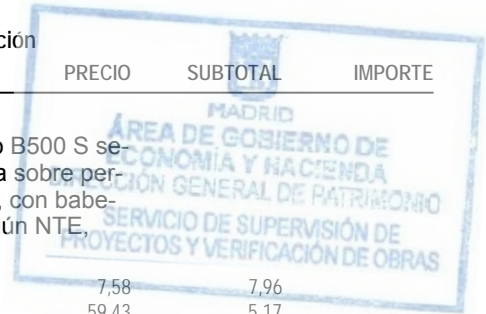 ción
PRECIO SUBTOTAL IMPORTE
MADRID
ÁREA DE GOBIERNO DE
ECONOMÍA Y HACIENDA
DIRECCIÓN GENERAL DE PATRIMONIO
SERVICIO DE SUPERVISIÓN DE
PROYECTOS Y VERIFICACIÓN DE OBRAS
o B500 S se-
a sobre per-
, con babe-
ún NTE,
7,58 7,96
59,43 5,17